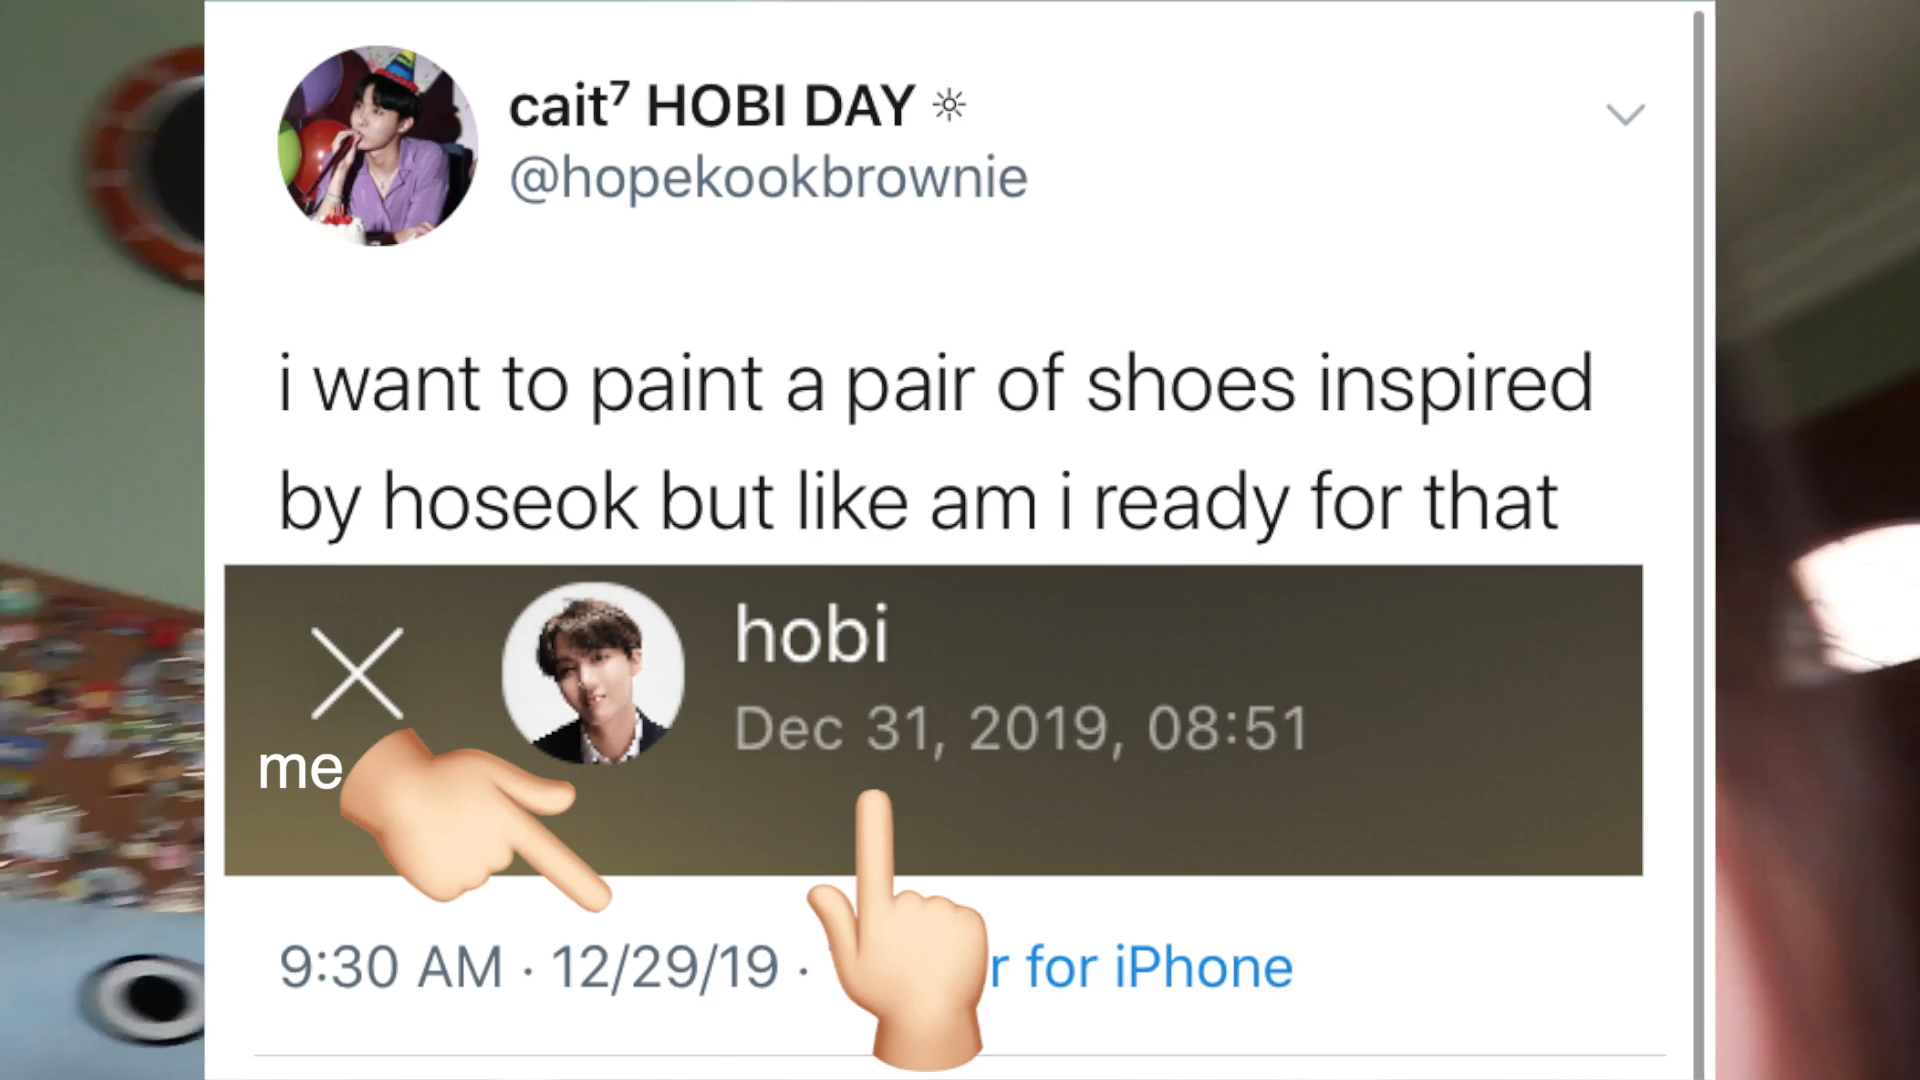 cait⁷ HOBI DAY ☼
@hopekookbrownie
i want to paint a pair of shoes inspired
by hoseok but like am i ready for that
hobi
Dec 31, 2019, 08:51
me
9:30 AM · 12/29/19 · r for iPhone